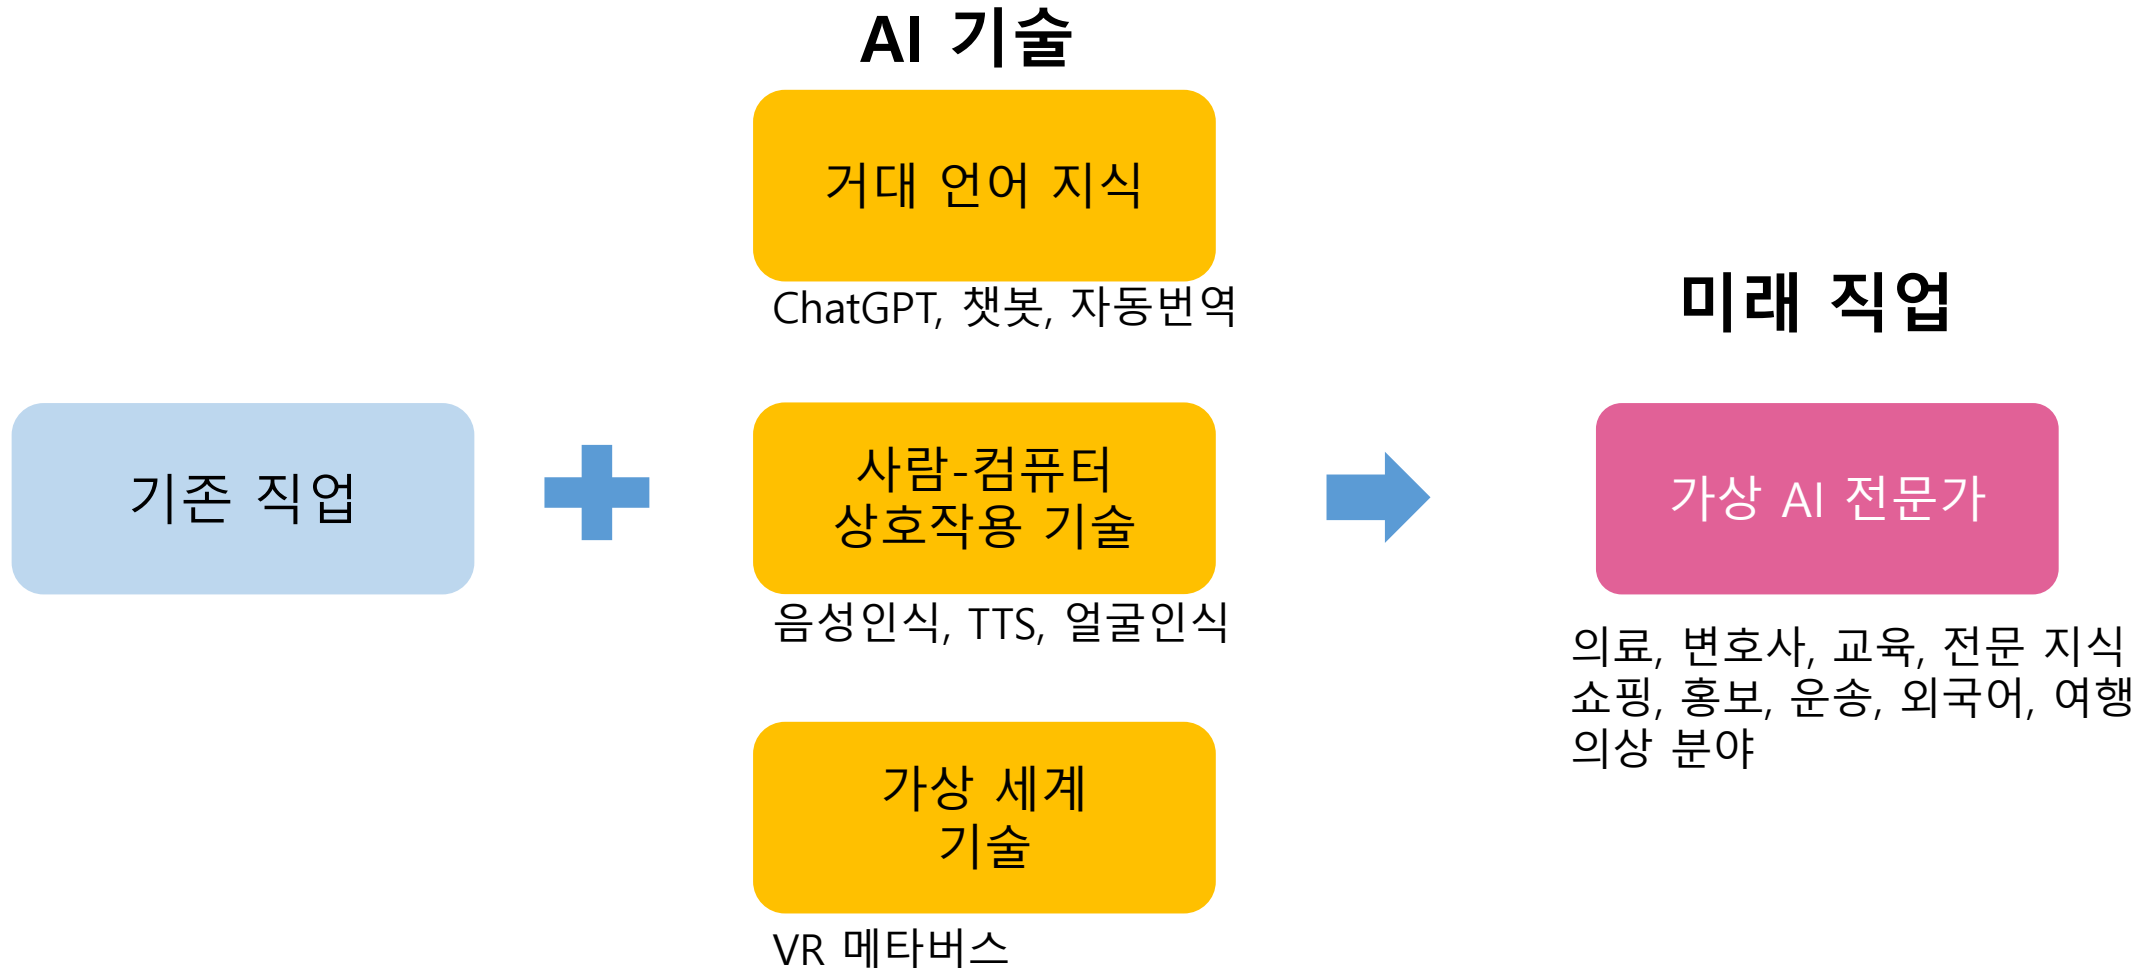 AI 기술
거대 언어 지식
ChatGPT, 챗봇, 자동번역
미래 직업
기존 직업
사람-컴퓨터
상호작용 기술
음성인식, TTS, 얼굴인식
가상 AI 전문가
의료, 변호사, 교육, 전문 지식
쇼핑, 홍보, 운송, 외국어, 여행
의상 분야
가상 세계
기술
VR 메타버스